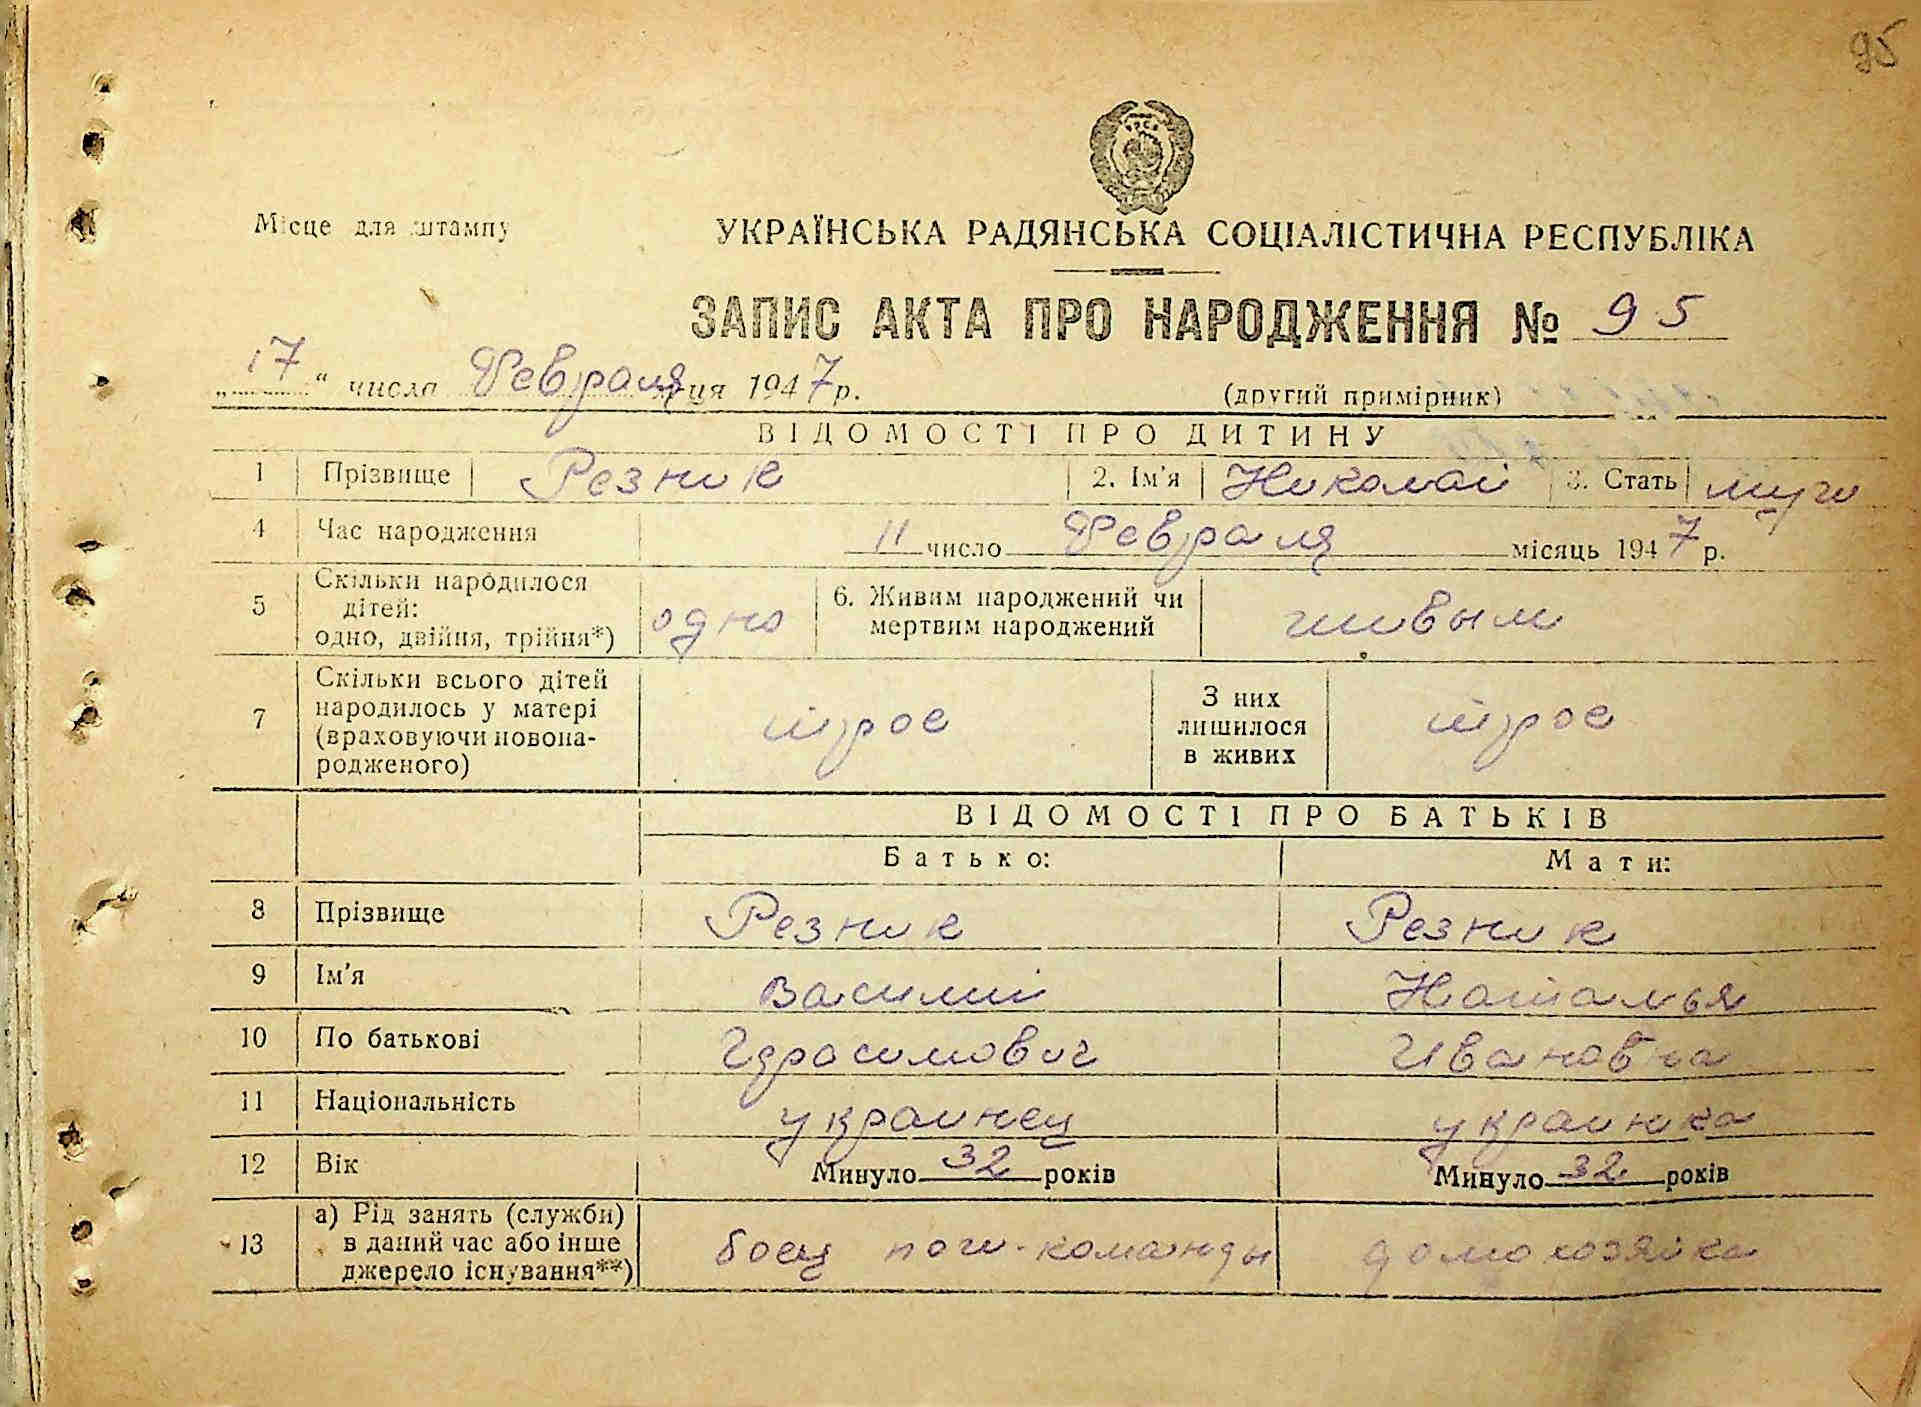 95
Місце для штампу
УКРАЇНСЬКА РАДЯНСЬКА СОЦІАЛІСТИЧНА РЕСПУБЛІКА
ЗАПИС АКТА ПРО НАРОДЖЕННЯ № 95
„17“ числа Февраля м-ця 1947 р.
(другий примірник)
ВІДОМОСТІ ПРО ДИТИНУ
1 Прізвище Резник 2. Ім'я Николай 3. Стать муж
4 Час народження 11 число Февраля місяць 1947 р.
5 Скільки народилося дітей: одно, двійня, трійня*) одно 6. Живим народжений чи мертвим народжений живым
7 Скільки всього дітей народилось у матері (враховуючи новонародженого) трое З них лишилося в живих трое
ВІДОМОСТІ ПРО БАТЬКІВ
Батько: Мати:
8 Прізвище Резник Резник
9 Ім'я Василий Наталья
10 По батькові Герасимович Ивановна
11 Національність украинец украинка
12 Вік Минуло 32 років Минуло 32 років
13 а) Рід занять (служби) в даний час або інше джерело існування**) боец пож-команды домохозяйка